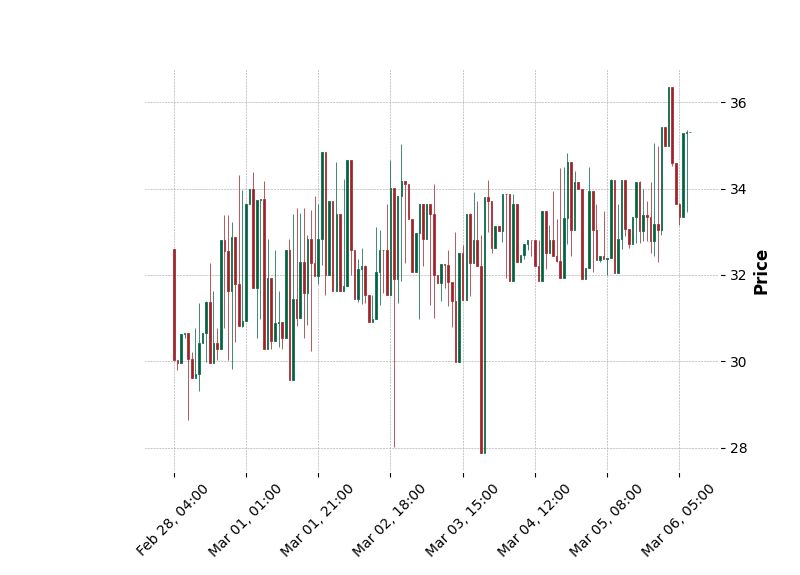 36
34
32
30
28
Price
Feb 28, 04:00
Mar 01, 01:00
Mar 01, 21:00
Mar 02, 18:00
Mar 03, 15:00
Mar 04, 12:00
Mar 05, 08:00
Mar 06, 05:00